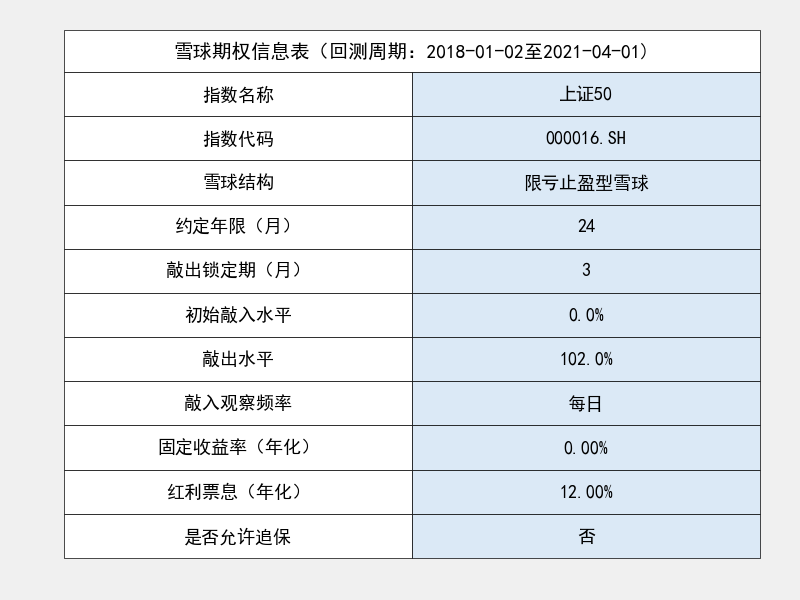 雪球期权信息表（回测周期：2018-01-02至2021-04-01）
指数名称 上证50
指数代码 000016.SH
雪球结构 限亏止盈型雪球
约定年限（月） 24
敲出锁定期（月） 3
初始敲入水平 0.0%
敲出水平 102.0%
敲入观察频率 每日
固定收益率（年化） 0.00%
红利票息（年化） 12.00%
是否允许追保 否